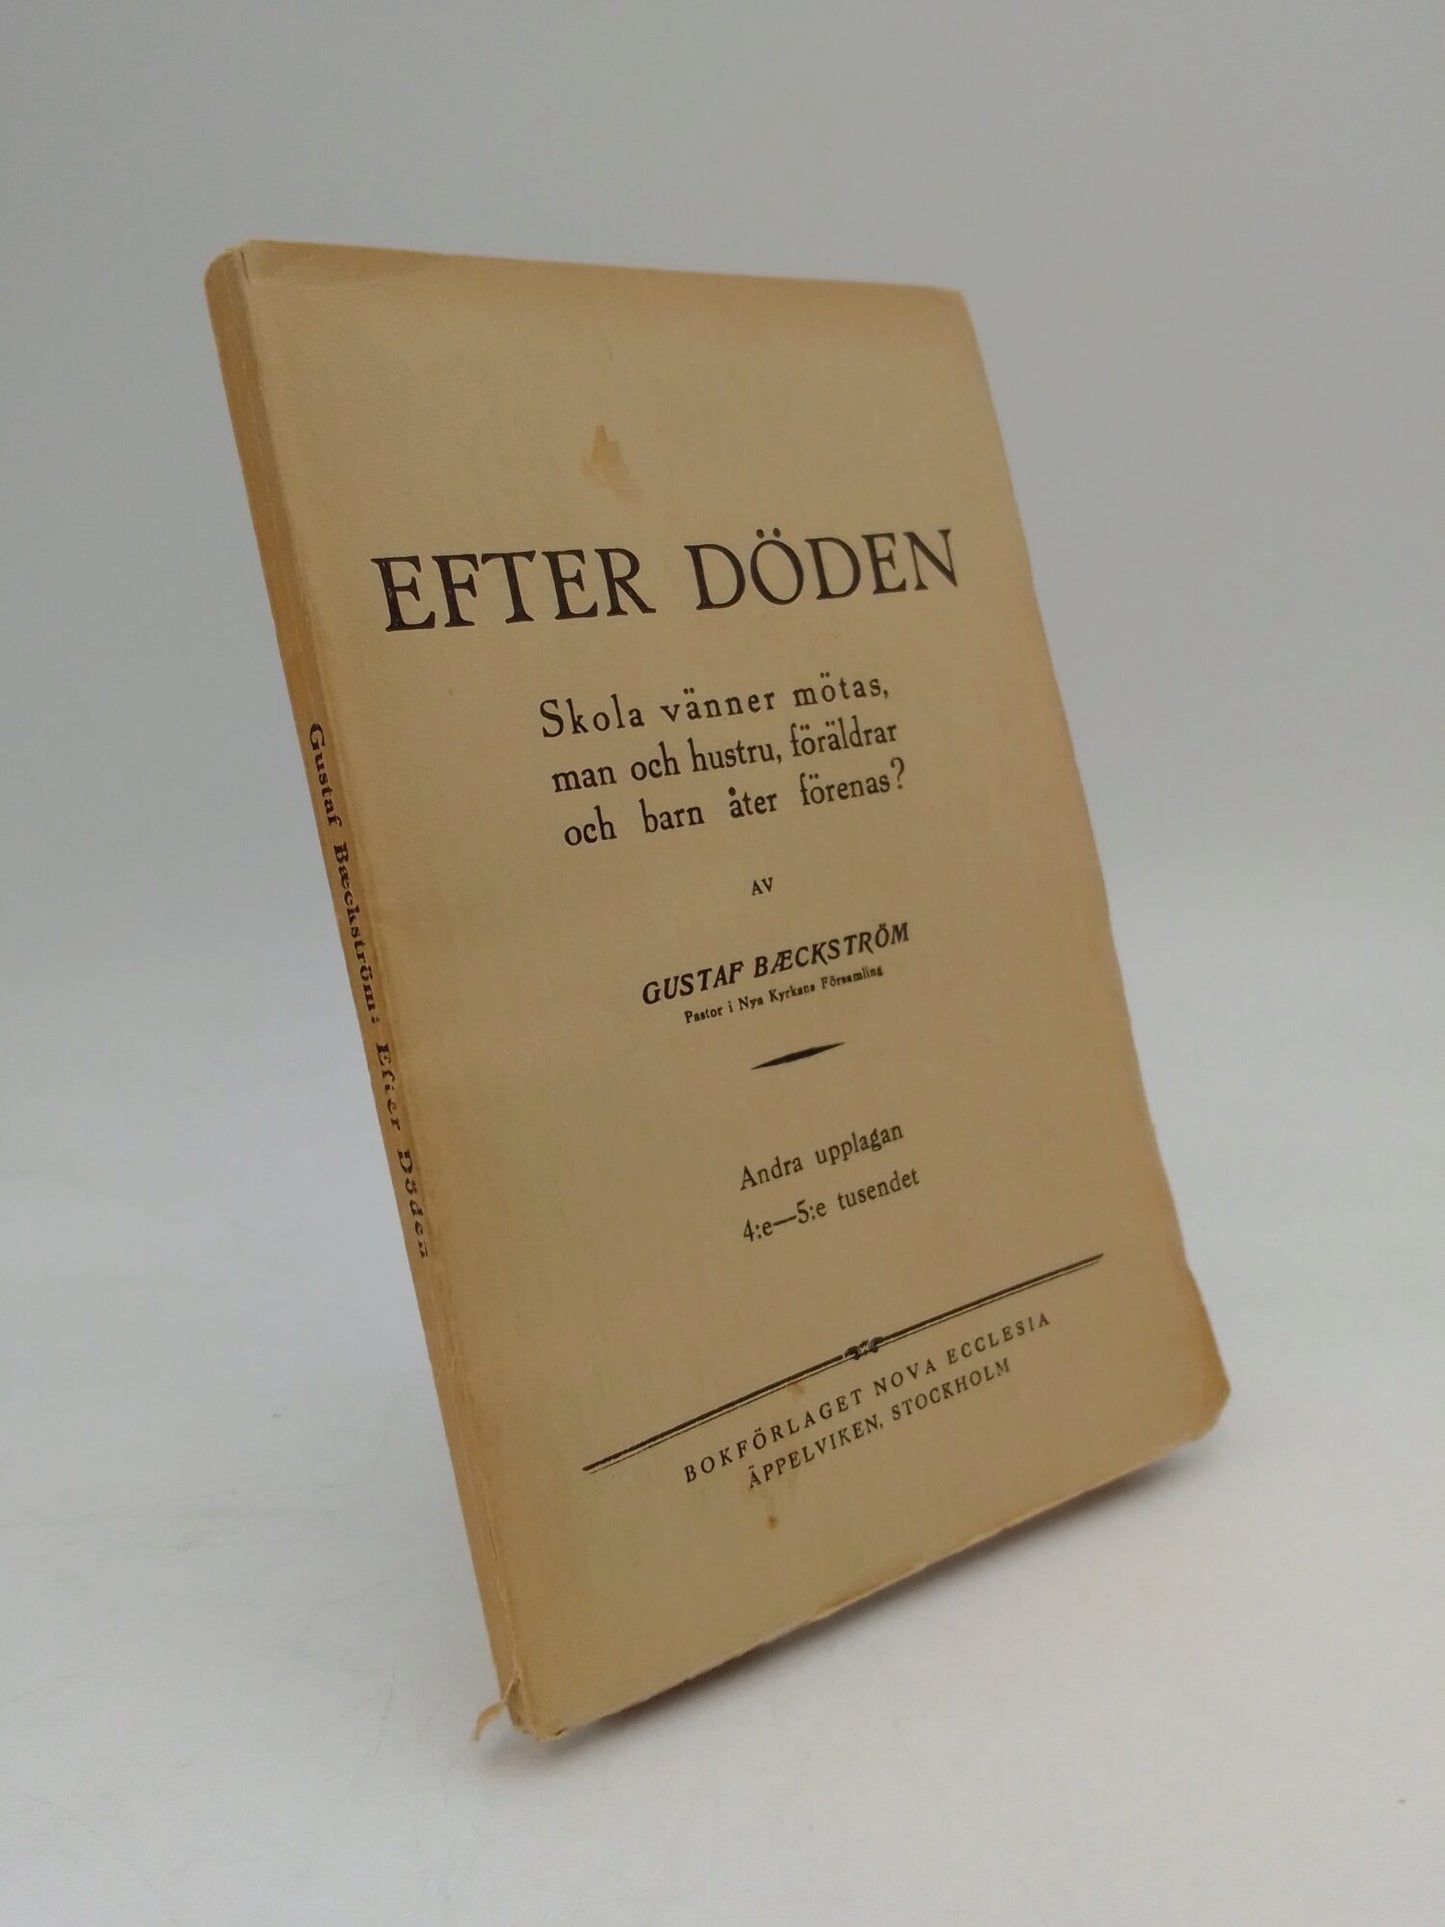 EFTER DÖDEN
Skola vänner mötas,
man och hustru, föräldrar
och barn åter förenas?
AV
GUSTAF BÆCKSTRÖM
Pastor i Nya Kyrkans Församling
Andra upplagan
4:e—5:e tusendet
BOKFÖRLAGET NOVA ECCLESIA
ÄPPELVIKEN, STOCKHOLM
Gustaf Bæckström: Efter Döden